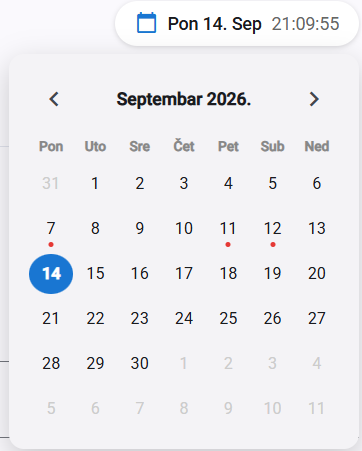 Pon 14. Sep 21:09:55
Septembar 2026.
Pon Uto Sre Čet Pet Sub Ned
31 1 2 3 4 5 6
7 8 9 10 11 12 13
14 15 16 17 18 19 20
21 22 23 24 25 26 27
28 29 30 1 2 3 4
5 6 7 8 9 10 11